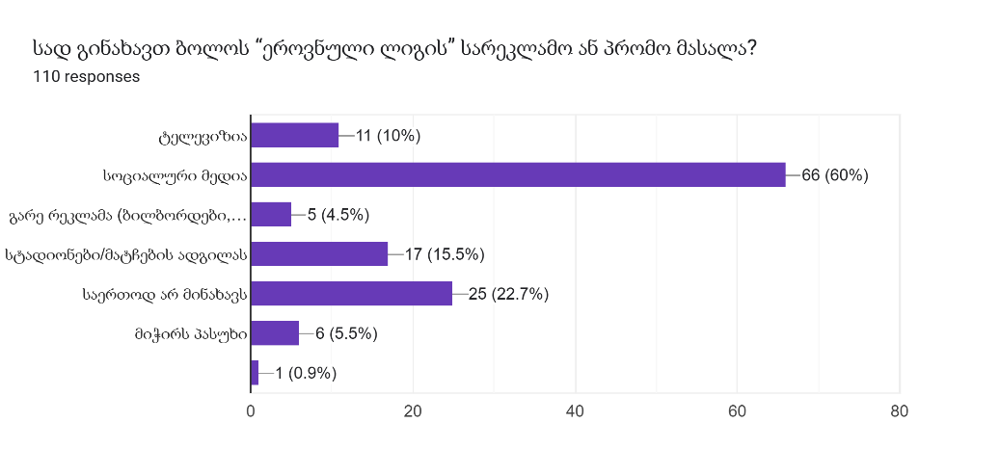 სად გინახავთ ბოლოს “ეროვნული ლიგის” სარეკლამო ან პრომო მასალა?
110 responses
ტელევიზია 11 (10%)
სოციალური მედია 66 (60%)
გარე რეკლამა (ბილბორდები,… 5 (4.5%)
სტადიონები/მატჩების ადგილას 17 (15.5%)
საერთოდ არ მინახავს 25 (22.7%)
მიჭირს პასუხი 6 (5.5%)
1 (0.9%)
0 20 40 60 80